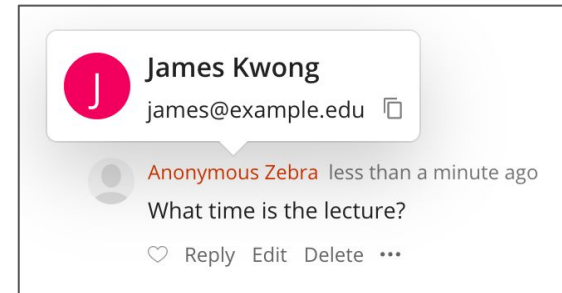 J
James Kwong
james@example.edu
Anonymous Zebra less than a minute ago
What time is the lecture?
Reply Edit Delete •••